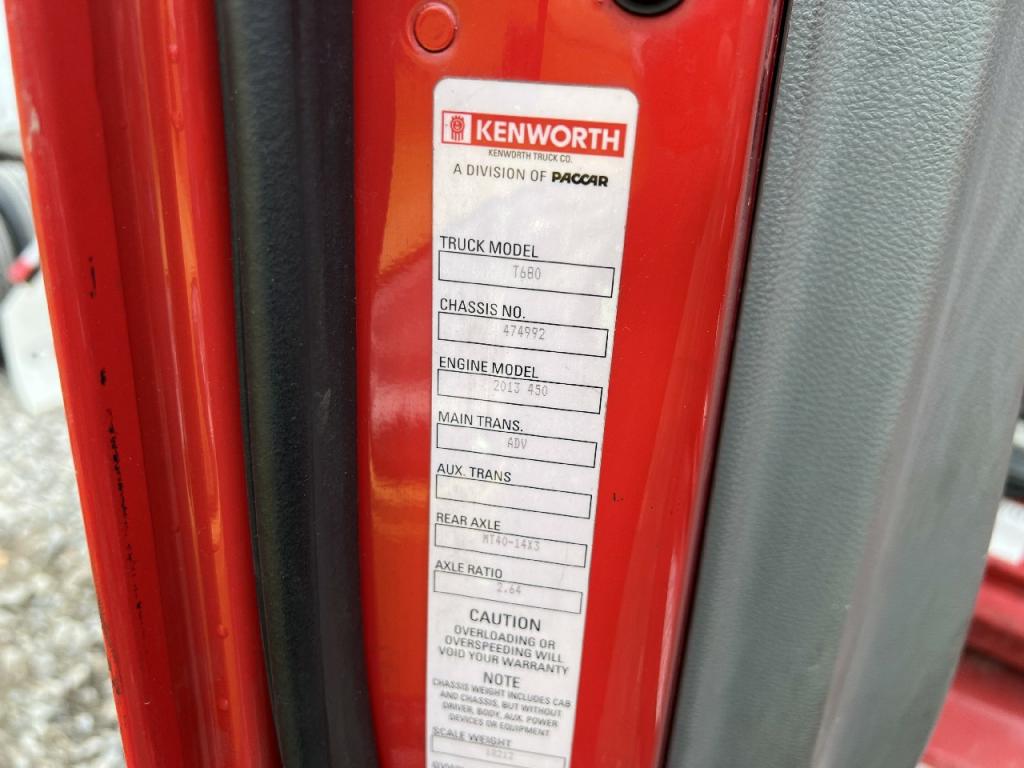 KENWORTH
KENWORTH TRUCK CO.
A DIVISION OF PACCAR
TRUCK MODEL
T680
CHASSIS NO.
474992
ENGINE MODEL
2013 450
MAIN TRANS.
ADV
AUX. TRANS
REAR AXLE
MT40-14X3
AXLE RATIO
2.64
CAUTION
OVERLOADING OR
OVERSPEEDING WILL
VOID YOUR WARRANTY
NOTE
CHASSIS WEIGHT INCLUDES CAB
AND CHASSIS, BUT WITHOUT
DRIVER, BODY, AUX. POWER
DEVICES OR EQUIPMENT
SCALE WEIGHT